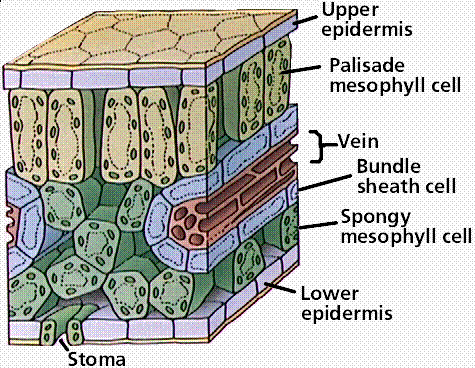 Upper
epidermis
Palisade
mesophyll cell
Vein
Bundle
sheath cell
Spongy
mesophyll cell
Lower
epidermis
Stoma